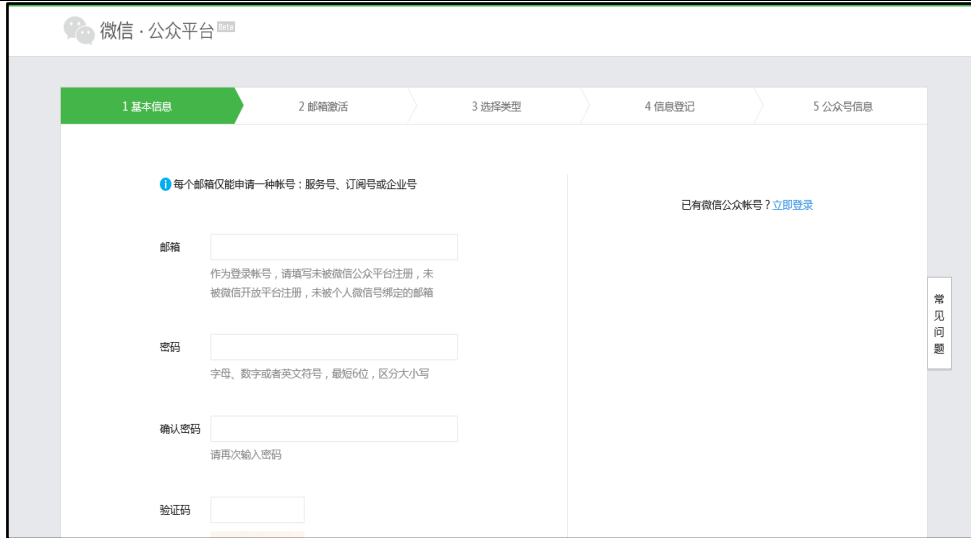 微信·公众平台 Beta
1 基本信息
2 邮箱激活
3 选择类型
4 信息登记
5 公众号信息
每个邮箱仅能申请一种帐号：服务号、订阅号或企业号
已有微信公众帐号？立即登录
邮箱
作为登录帐号，请填写未被微信公众平台注册，未
被微信开放平台注册，未被个人微信号绑定的邮箱
常见问题
密码
字母、数字或者英文符号，最短6位，区分大小写
确认密码
请再次输入密码
验证码